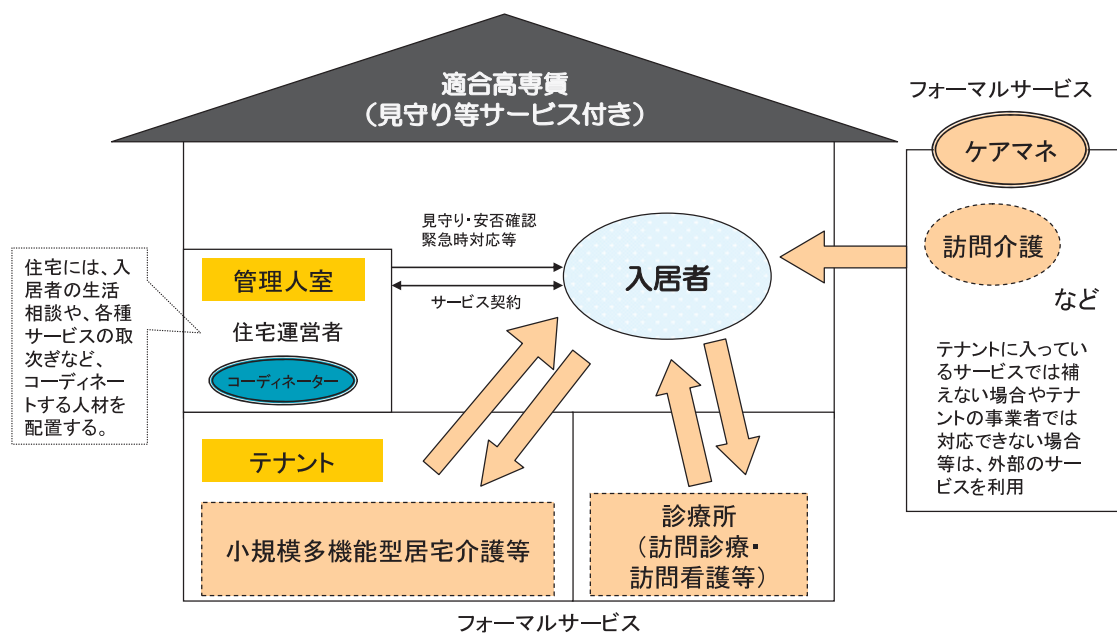 適合高専賃
（見守り等サービス付き）
フォーマルサービス
ケアマネ
訪問介護
など
テナントに入ってい
るサービスでは補
えない場合やテナ
ントの事業者では
対応できない場合
等は、外部のサー
ビスを利用
見守り・安否確認
緊急時対応等
サービス契約
入居者
住宅には、入
居者の生活
相談や、各種
サービスの取
次ぎなど、
コーディネー
トする人材を
配置する。
管理人室
住宅運営者
コーディネーター
テナント
小規模多機能型居宅介護等
診療所
（訪問診療・
訪問看護等）
フォーマルサービス